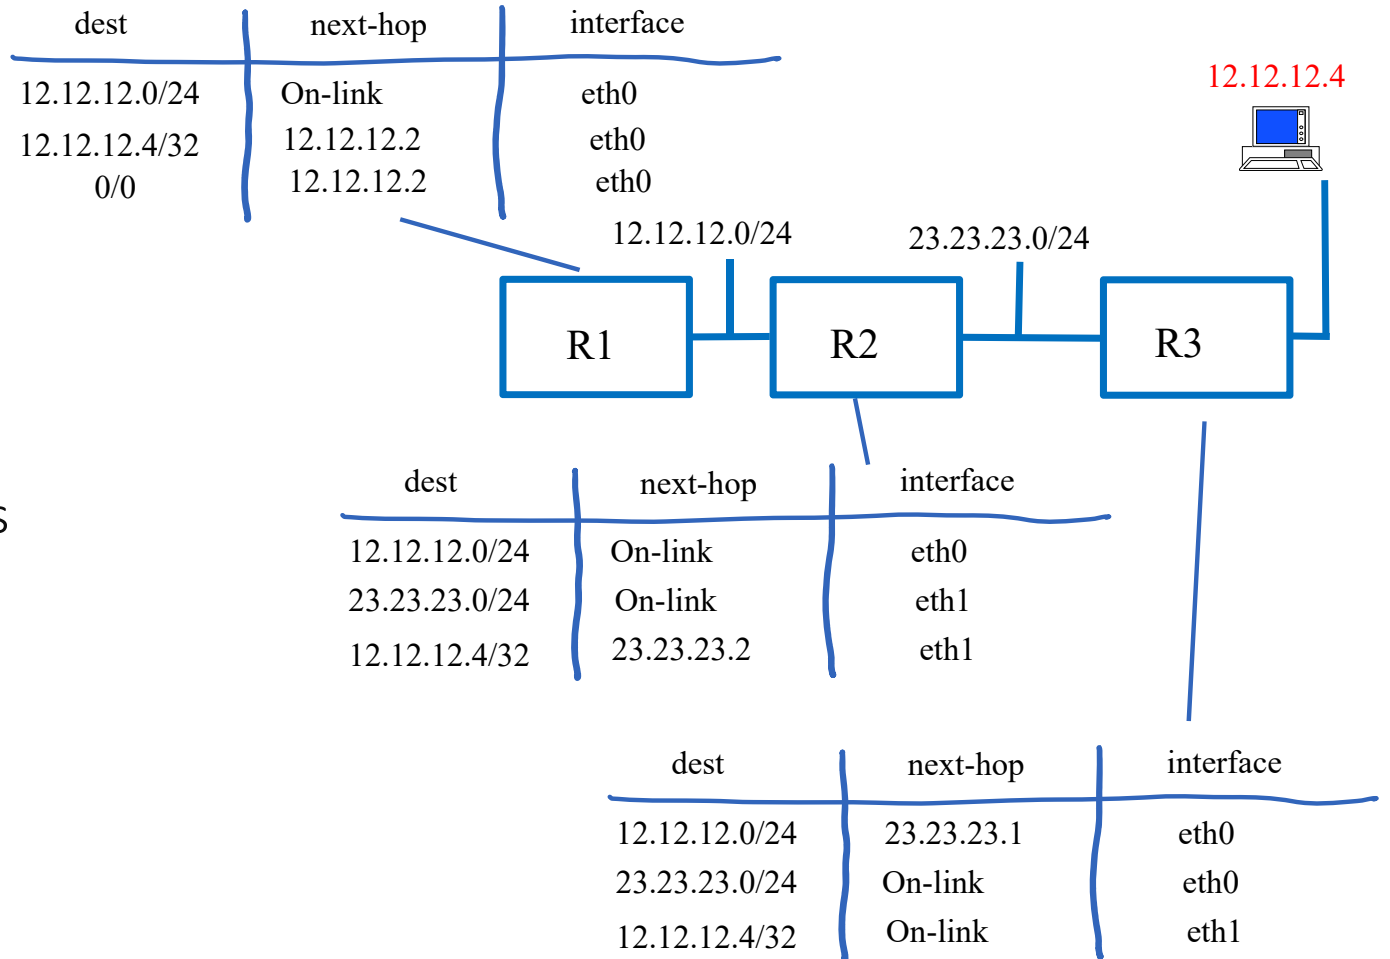 dest next-hop interface
12.12.12.0/24 On-link eth0
12.12.12.4/32 12.12.12.2 eth0
0/0 12.12.12.2 eth0
12.12.12.4
12.12.12.0/24
23.23.23.0/24
R1
R2
R3
s
dest next-hop interface
12.12.12.0/24 On-link eth0
23.23.23.0/24 On-link eth1
12.12.12.4/32 23.23.23.2 eth1
dest next-hop interface
12.12.12.0/24 23.23.23.1 eth0
23.23.23.0/24 On-link eth0
12.12.12.4/32 On-link eth1